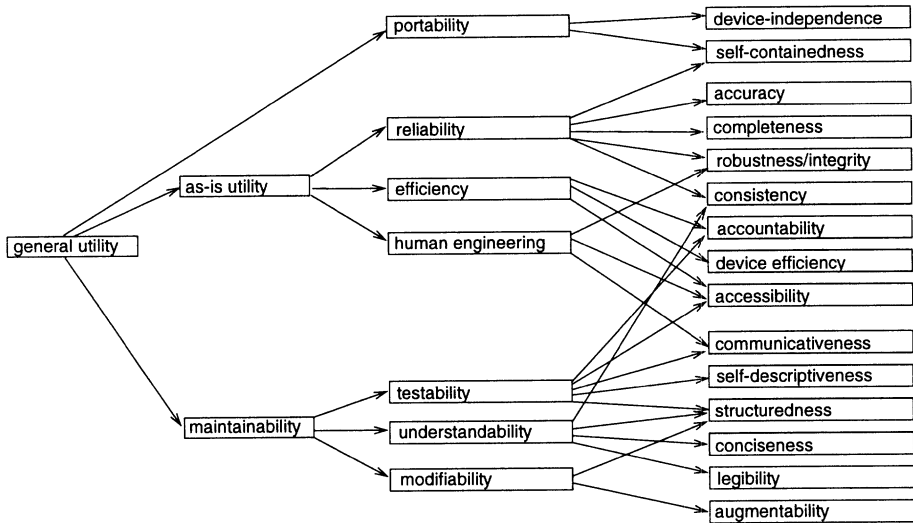 general utility
as-is utility
maintainability
portability
reliability
efficiency
human engineering
testability
understandability
modifiability
device-independence
self-containedness
accuracy
completeness
robustness/integrity
consistency
accountability
device efficiency
accessibility
communicativeness
self-descriptiveness
structuredness
conciseness
legibility
augmentability